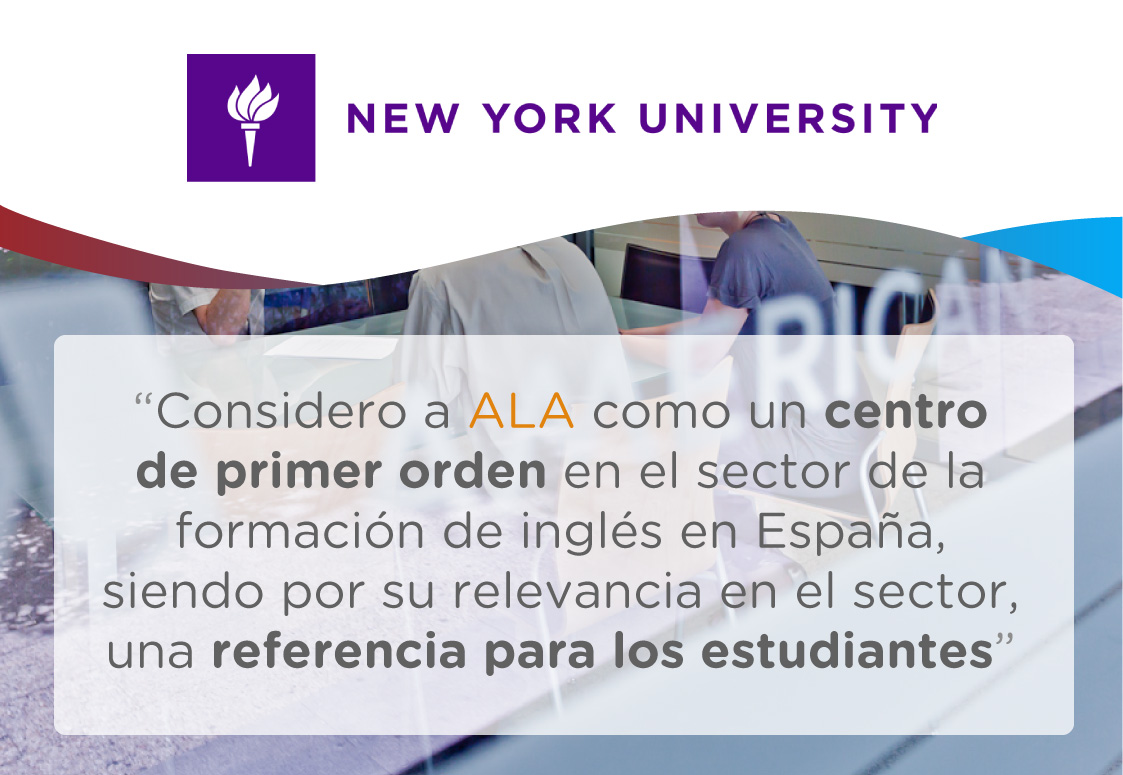 NEW YORK UNIVERSITY
AMERICAN
“Considero a ALA como un centro
de primer orden en el sector de la
formación de inglés en España,
siendo por su relevancia en el sector,
una referencia para los estudiantes”